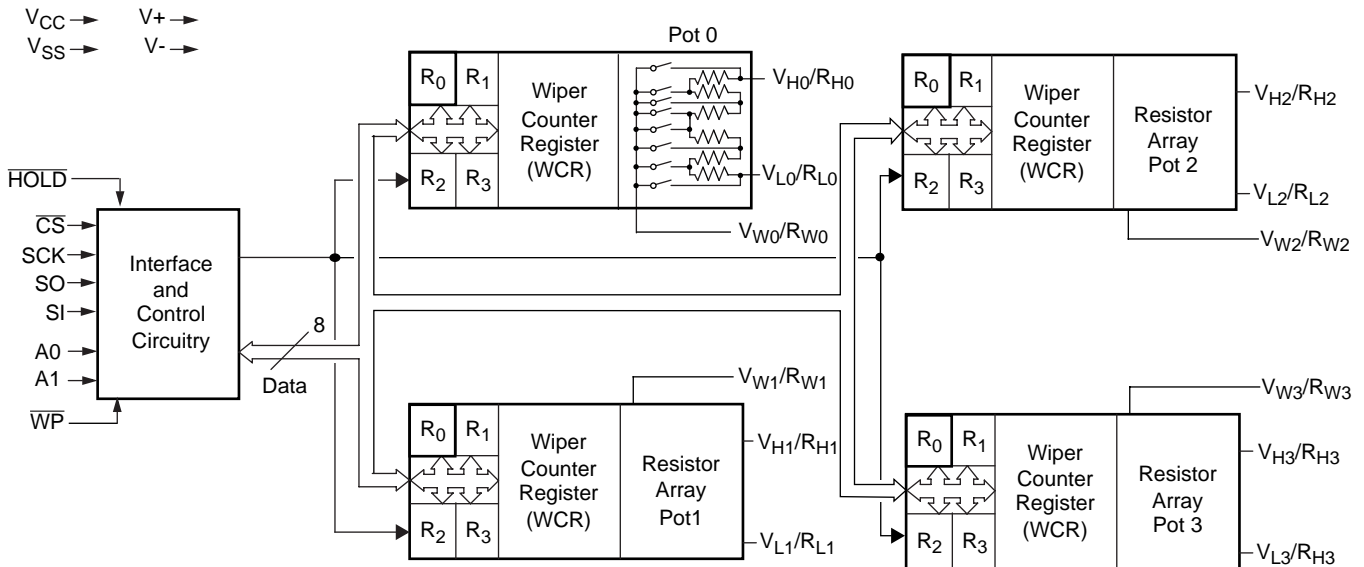 VCC V+
VSS V-
Pot 0
R0 R1
R2 R3
Wiper
Counter
Register
(WCR)
VH0/RH0
VL0/RL0
VW0/RW0
R0 R1
R2 R3
Wiper
Counter
Register
(WCR)
Resistor
Array
Pot 2
VH2/RH2
VL2/RL2
VW2/RW2
HOLD
CS
SCK
SO
SI
A0
A1
WP
Interface
and
Control
Circuitry
8
Data
VW1/RW1
R0 R1
R2 R3
Wiper
Counter
Register
(WCR)
Resistor
Array
Pot1
VH1/RH1
VL1/RL1
VW3/RW3
R0 R1
R2 R3
Wiper
Counter
Register
(WCR)
Resistor
Array
Pot 3
VH3/RH3
VL3/RH3